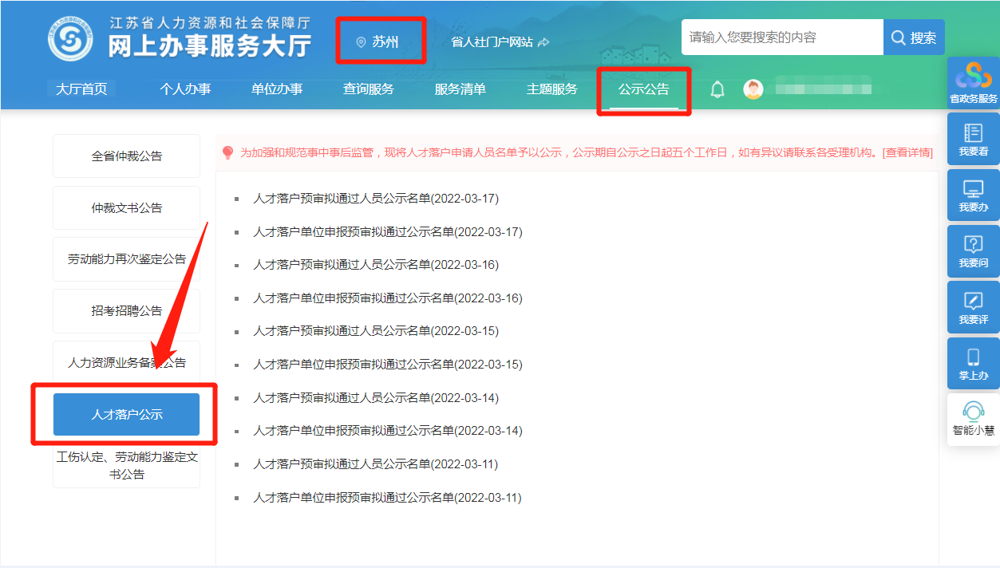 江苏省人力资源和社会保障厅
网上办事服务大厅
苏州
省人社门户网站
请输入您要搜索的内容
搜索
大厅首页
个人办事
单位办事
查询服务
服务清单
主题服务
公示公告
省政务服务
我要看
我要办
我要问
我要评
掌上办
智能小慧
全省仲裁公告
仲裁文书公告
劳动能力再次鉴定公告
招考招聘公告
人力资源业务备案公告
人才落户公示
工伤认定、劳动能力鉴定文
书公告
为加强和规范事中事后监管，现将人才落户申请人员名单予以公示，公示期自公示之日起五个工作日，如有异议请联系各受理机构。[查看详情]
人才落户预审拟通过人员公示名单(2022-03-17)
人才落户单位申报预审拟通过公示名单(2022-03-17)
人才落户预审拟通过人员公示名单(2022-03-16)
人才落户单位申报预审拟通过公示名单(2022-03-16)
人才落户预审拟通过人员公示名单(2022-03-15)
人才落户单位申报预审拟通过公示名单(2022-03-15)
人才落户预审拟通过人员公示名单(2022-03-14)
人才落户单位申报预审拟通过公示名单(2022-03-14)
人才落户预审拟通过人员公示名单(2022-03-11)
人才落户单位申报预审拟通过公示名单(2022-03-11)